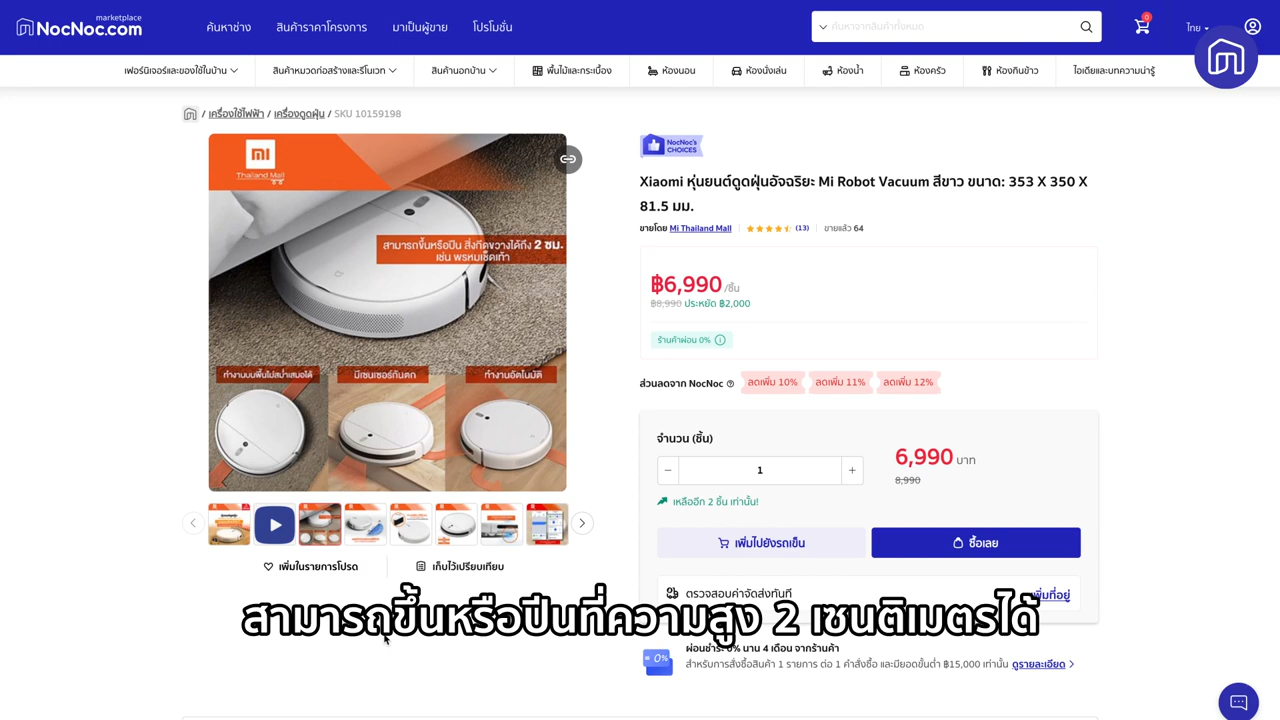 marketplace
NocNoc.com
ค้นหาช่าง
สินค้าราคาโครงการ
มาเป็นผู้ขาย
โปรโมชั่น
ค้นหาจากสินค้าทั้งหมด
0
ไทย
เฟอร์นิเจอร์และของใช้ในบ้าน
สินค้าหมวดก่อสร้างและรีโนเวท
สินค้านอกบ้าน
พื้นไม้และกระเบื้อง
ห้องนอน
ห้องนั่งเล่น
ห้องน้ำ
ห้องครัว
ห้องกินข้าว
ไอเดียและบทความน่ารู้
/ เครื่องใช้ไฟฟ้า / เครื่องดูดฝุ่น / SKU 10159198
mi
Thailand Mall
สามารถขึ้นหรือปีน สิ่งกีดขวางได้ถึง 2 ซม.
เช่น พรหมเช็ดเท้า
ทำงานบนพื้นไม่สม่ำเสมอได้
มีเซนเซอร์กันตก
ทำงานอัตโนมัติ
NocNoc's
CHOICES
Xiaomi หุ่นยนต์ดูดฝุ่นอัจฉริยะ Mi Robot Vacuum สีขาว ขนาด: 353 X 350 X
81.5 มม.
ขายโดย Mi Thailand Mall
(13)
ขายแล้ว 64
฿6,990 /ชิ้น
฿8,990 ประหยัด ฿2,000
ร้านค้าผ่อน 0%
ส่วนลดจาก NocNoc
ลดเพิ่ม 10%
ลดเพิ่ม 11%
ลดเพิ่ม 12%
จำนวน (ชิ้น)
− 1 +
6,990 บาท
8,990
เหลืออีก 2 ชิ้น เท่านั้น!
เพิ่มไปยังรถเข็น
ซื้อเลย
เพิ่มในรายการโปรด
เก็บไว้เปรียบเทียบ
ตรวจสอบค่าจัดส่งทันที
เพิ่มที่อยู่
สามารถขึ้นหรือปีนที่ความสูง 2 เซนติเมตรได้
ผ่อนชำระ 0% นาน 4 เดือน จากร้านค้า
= 0%
สำหรับการสั่งซื้อสินค้า 1 รายการ ต่อ 1 คำสั่งซื้อ และมียอดขั้นต่ำ ฿15,000 เท่านั้น ดูรายละเอียด